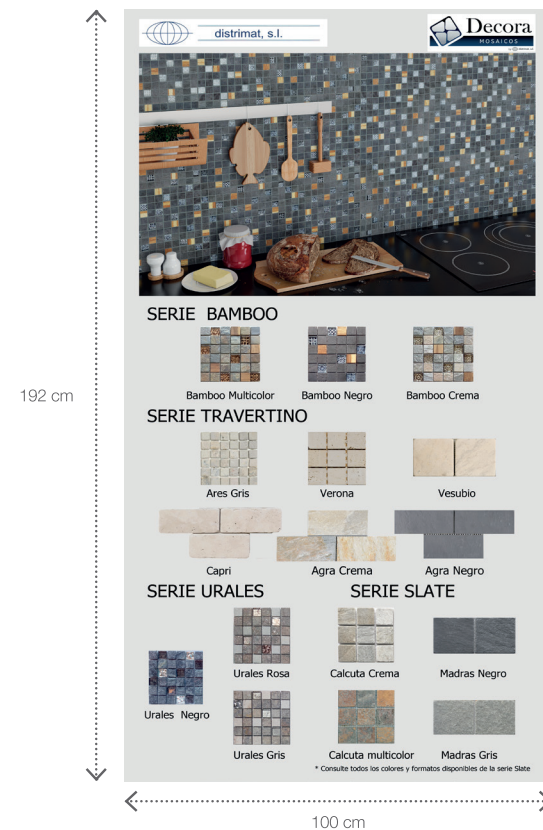 distrimat, s.l.
Decora
MOSAICOS
192 cm
SERIE BAMBOO
Bamboo Multicolor
Bamboo Negro
Bamboo Crema
SERIE TRAVERTINO
Ares Gris
Verona
Vesubio
Capri
Agra Crema
Agra Negro
SERIE URALES
SERIE SLATE
Urales Rosa
Calcuta Crema
Madras Negro
Urales Negro
Urales Gris
Calcuta multicolor
Madras Gris
* Consulte todos los colores y formatos disponibles de la serie Slate
100 cm